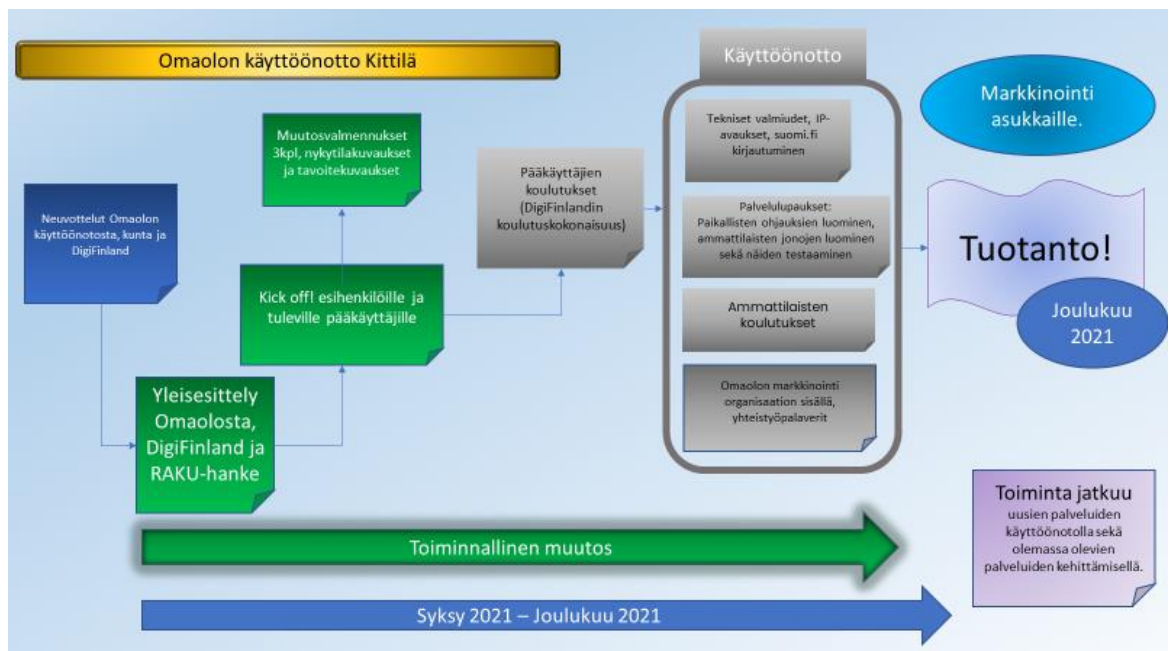 Omaolon käyttöönotto Kittilä
Neuvottelut Omaolon
käyttöönotosta, kunta ja
DigiFinland
Yleisesittely
Omaolosta,
DigiFinland ja
RAKU-hanke
Muutosvalmennukset
3kpl, nykytilakuvaukset
ja tavoitekuvaukset
Kick off! esihenkilöille ja
tuleville pääkäyttäjille
Pääkäyttäjien
koulutukset
(DigiFinlandin
koulutuskokonaisuus)
Käyttöönotto
Tekniset valmiudet, IP-
avaukset, suomi.fi
kirjautuminen
Palvelulupaukset:
Paikallisten ohjauksien luominen,
ammattilaisten jonojen luominen
sekä näiden testaaminen
Ammattilaisten
koulutukset
Omaolon markkinointi
organisaation sisällä,
yhteistyöpalaverit
Markkinointi
asukkaille.
Tuotanto!
Joulukuu
2021
Toiminta jatkuu
uusien palveluiden
käyttöönotolla sekä
olemassa olevien
palveluiden kehittämisellä.
Toiminnallinen muutos
Syksy 2021 – Joulukuu 2021